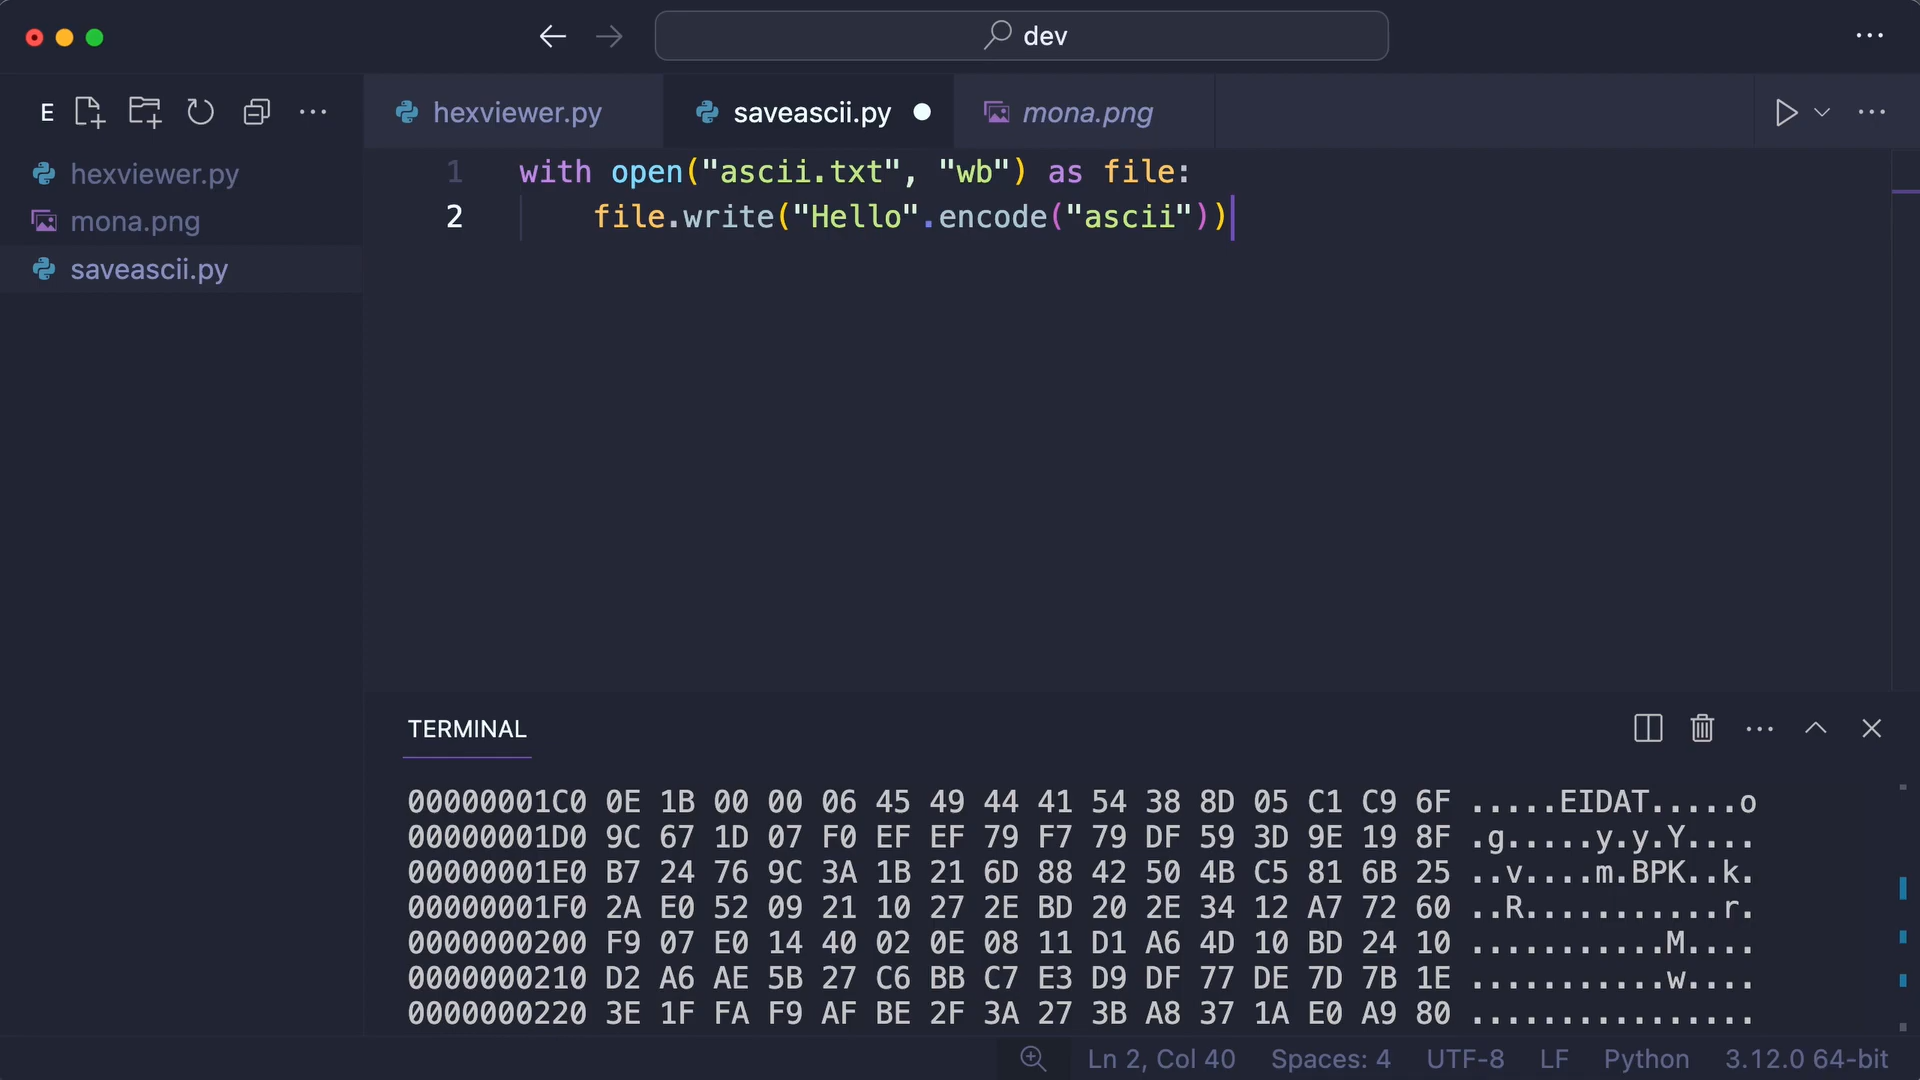 dev
E
hexviewer.py
saveascii.py
mona.png
hexviewer.py
mona.png
saveascii.py
1 with open("ascii.txt", "wb") as file:
2 file.write("Hello".encode("ascii"))
TERMINAL
00000001C0 0E 1B 00 00 06 45 49 44 41 54 38 8D 05 C1 C9 6F .....EIDAT.....o
00000001D0 9C 67 1D 07 F0 EF EF 79 F7 79 DF 59 3D 9E 19 8F .g.....y.y.Y....
00000001E0 B7 24 76 9C 3A 1B 21 6D 88 42 50 4B C5 81 6B 25 ..v....m.BPK..k.
00000001F0 2A E0 52 09 21 10 27 2E BD 20 2E 34 12 A7 72 60 ..R...........r.
0000000200 F9 07 E0 14 40 02 0E 08 11 D1 A6 4D 10 BD 24 10 ...........M....
0000000210 D2 A6 AE 5B 27 C6 BB C7 E3 D9 DF 77 DE 7D 7B 1E ...........w....
0000000220 3E 1F FA F9 AF BE 2F 3A 27 3B A8 37 1A E0 A9 80 ................
Ln 2, Col 40 Spaces: 4 UTF-8 LF Python 3.12.0 64-bit